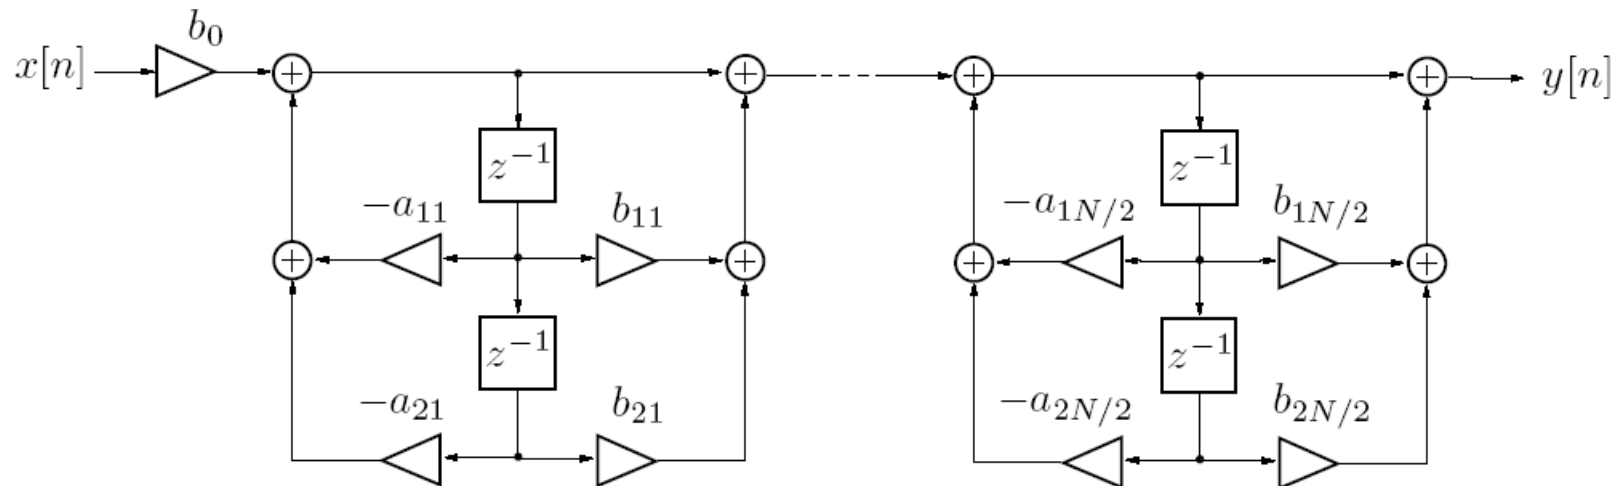 b₀
x[n] + + + + y[n]
z⁻¹ z⁻¹
−a₁₁ b₁₁ −a₁N/₂ b₁N/₂
+ + + +
z⁻¹ z⁻¹
−a₂₁ b₂₁ −a₂N/₂ b₂N/₂